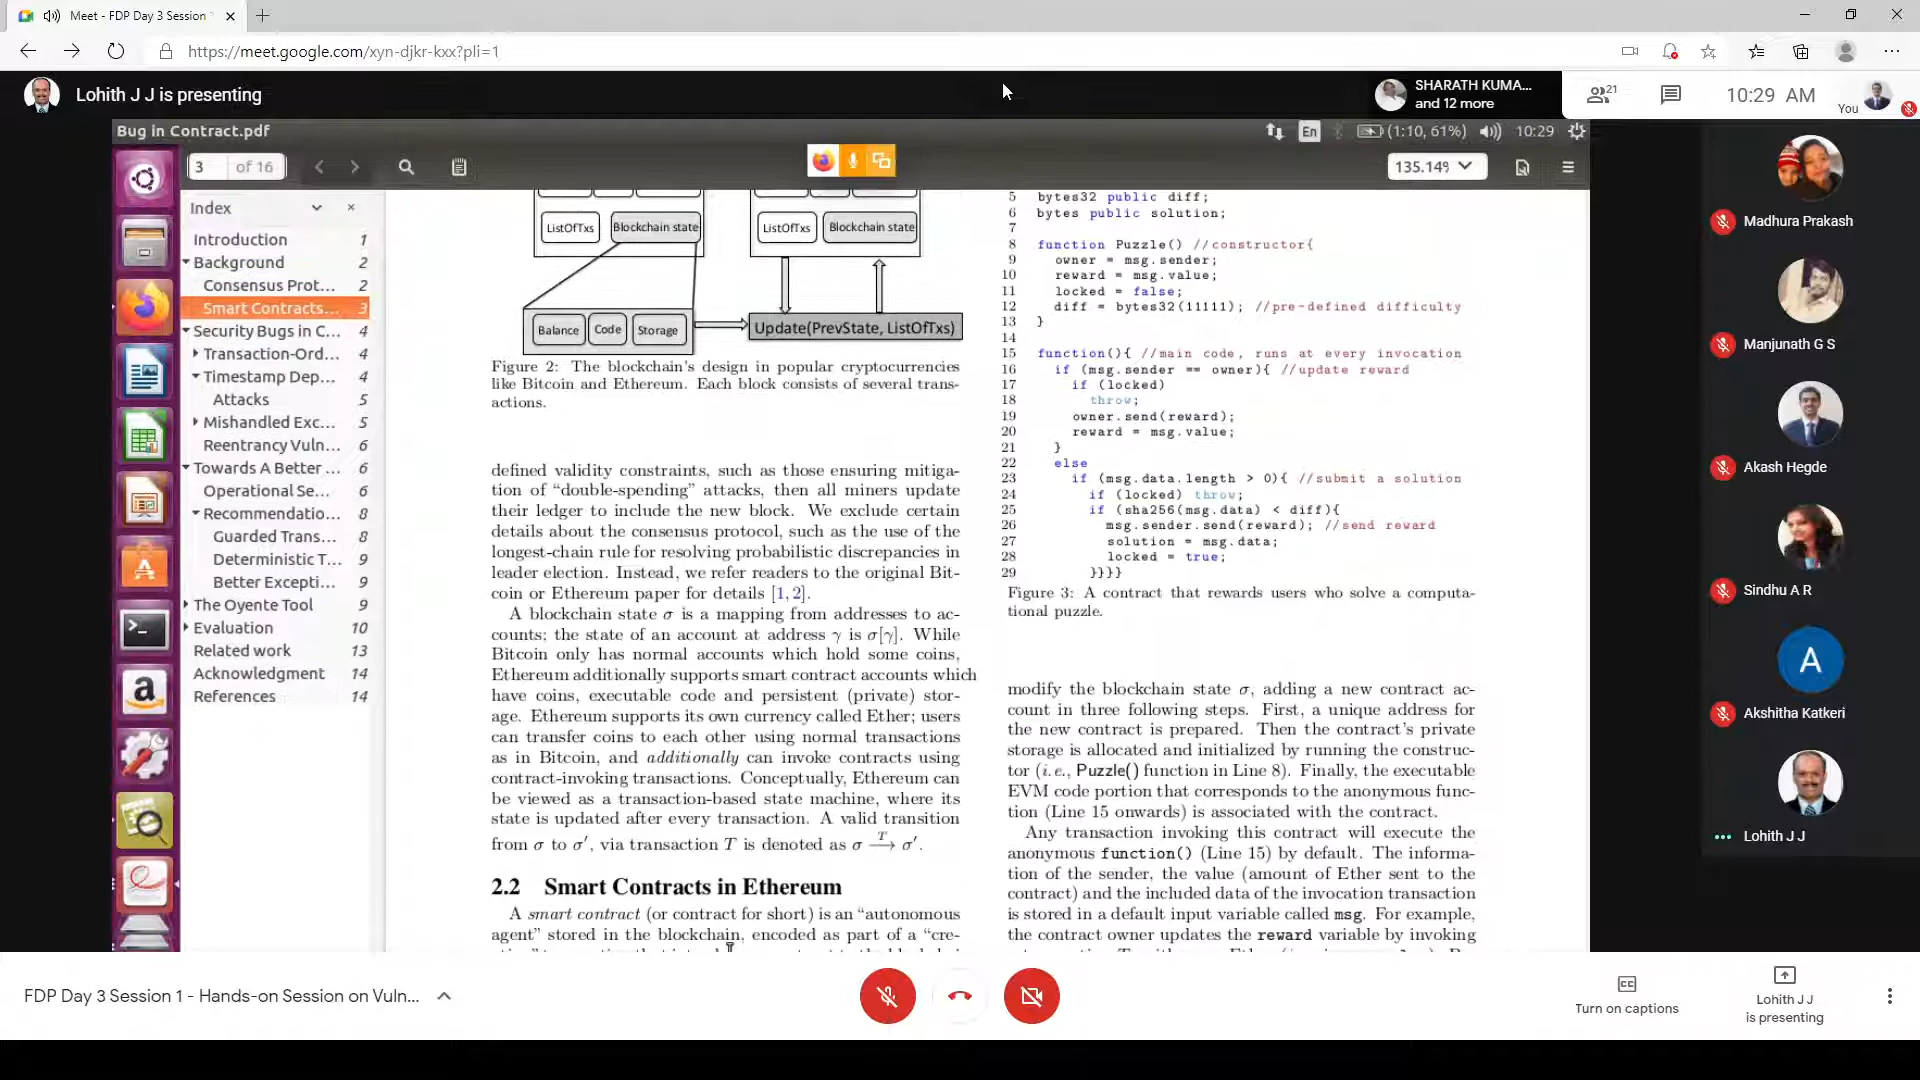 Meet - FDP Day 3 Session
https://meet.google.com/xyn-djkr-kxx?pli=1
Lohith J J is presenting
SHARATH KUMA...
and 12 more
21
10:29 AM
You
Bug in Contract.pdf
En
(1:10, 61%)
10:29
3 of 16
135.14%
Index
Introduction 1
Background 2
Consensus Prot... 2
Smart Contracts... 3
Security Bugs in C... 4
Transaction-Ord... 4
Timestamp Dep... 4
Attacks 5
Mishandled Exc... 5
Reentrancy Vuln... 6
Towards A Better ... 6
Operational Se... 6
Recommendatio... 8
Guarded Trans... 8
Deterministic T... 9
Better Excepti... 9
The Oyente Tool 9
Evaluation 10
Related work 13
Acknowledgment 14
References 14
ListOfTxs Blockchain state
ListOfTxs Blockchain state
Balance Code Storage
Update(PrevState, ListOfTxs)
Figure 2: The blockchain's design in popular cryptocurrencies
like Bitcoin and Ethereum. Each block consists of several trans-
actions.
defined validity constraints, such as those ensuring mitiga-
tion of “double-spending” attacks, then all miners update
their ledger to include the new block. We exclude certain
details about the consensus protocol, such as the use of the
longest-chain rule for resolving probabilistic discrepancies in
leader election. Instead, we refer readers to the original Bit-
coin or Ethereum paper for details [1,2].
A blockchain state σ is a mapping from addresses to ac-
counts; the state of an account at address γ is σ[γ]. While
Bitcoin only has normal accounts which hold some coins,
Ethereum additionally supports smart contract accounts which
have coins, executable code and persistent (private) stor-
age. Ethereum supports its own currency called Ether; users
can transfer coins to each other using normal transactions
as in Bitcoin, and additionally can invoke contracts using
contract-invoking transactions. Conceptually, Ethereum can
be viewed as a transaction-based state machine, where its
state is updated after every transaction. A valid transition
from σ to σ′, via transaction T is denoted as σ T→ σ′.
2.2 Smart Contracts in Ethereum
A smart contract (or contract for short) is an “autonomous
agent” stored in the blockchain, encoded as part of a “cre-
5 bytes32 public diff;
6 bytes public solution;
7
8 function Puzzle() //constructor{
9 owner = msg.sender;
10 reward = msg.value;
11 locked = false;
12 diff = bytes32(11111); //pre-defined difficulty
13 }
14
15 function(){ //main code, runs at every invocation
16 if (msg.sender == owner){ //update reward
17 if (locked)
18 throw;
19 owner.send(reward);
20 reward = msg.value;
21 }
22 else
23 if (msg.data.length > 0){ //submit a solution
24 if (locked) throw;
25 if (sha256(msg.data) < diff){
26 msg.sender.send(reward); //send reward
27 solution = msg.data;
28 locked = true;
29 }}}}
Figure 3: A contract that rewards users who solve a computa-
tional puzzle.
modify the blockchain state σ, adding a new contract ac-
count in three following steps. First, a unique address for
the new contract is prepared. Then the contract's private
storage is allocated and initialized by running the construc-
tor (i.e., Puzzle() function in Line 8). Finally, the executable
EVM code portion that corresponds to the anonymous func-
tion (Line 15 onwards) is associated with the contract.
Any transaction invoking this contract will execute the
anonymous function() (Line 15) by default. The informa-
tion of the sender, the value (amount of Ether sent to the
contract) and the included data of the invocation transaction
is stored in a default input variable called msg. For example,
the contract owner updates the reward variable by invoking
Madhura Prakash
Manjunath G S
Akash Hegde
Sindhu A R
A
Akshitha Katkeri
Lohith J J
FDP Day 3 Session 1 - Hands-on Session on Vuln...
Turn on captions
Lohith J J
is presenting